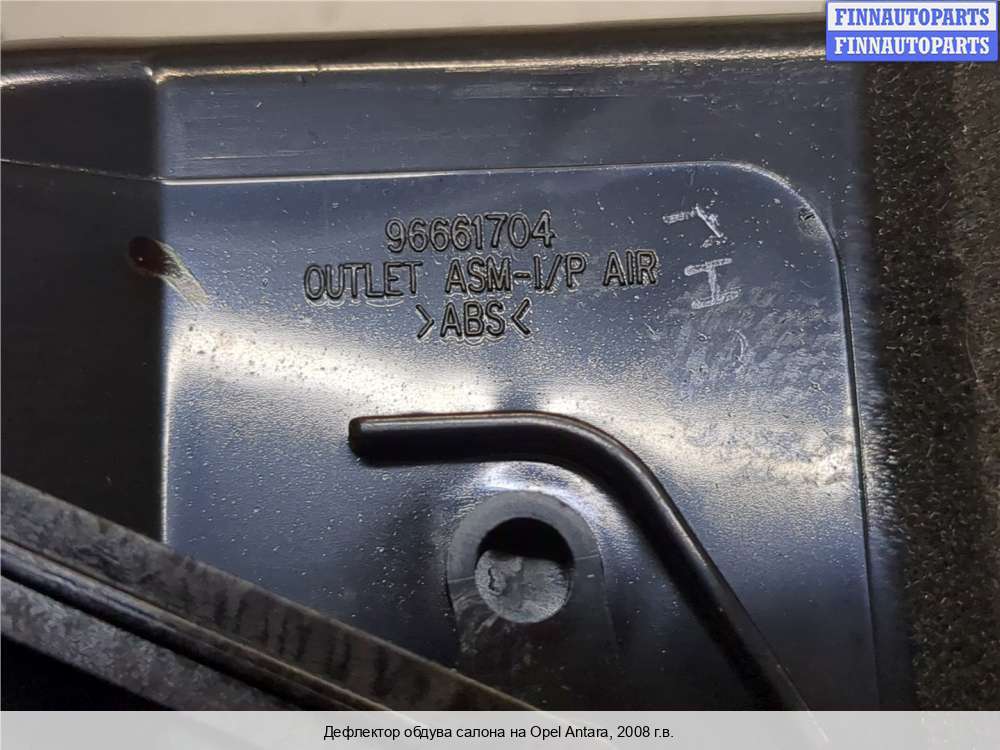 FINNAUTOPARTS
FINNAUTOPARTS
96661704
OUTLET ASM-I/P AIR
>ABS<
Дефлектор обдува салона на Opel Antara, 2008 г.в.